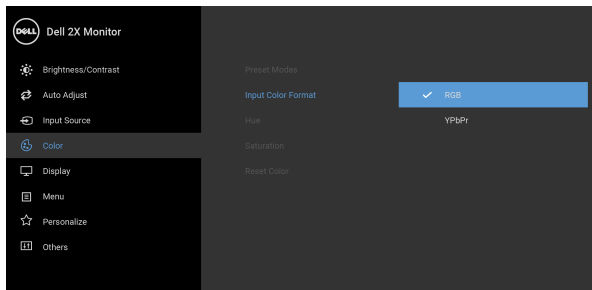 DELL
Dell 2X Monitor
Brightness/Contrast
Auto Adjust
Input Source
Color
Display
Menu
Personalize
Others
Preset Modes
Input Color Format
Hue
Saturation
Reset Color
RGB
YPbPr